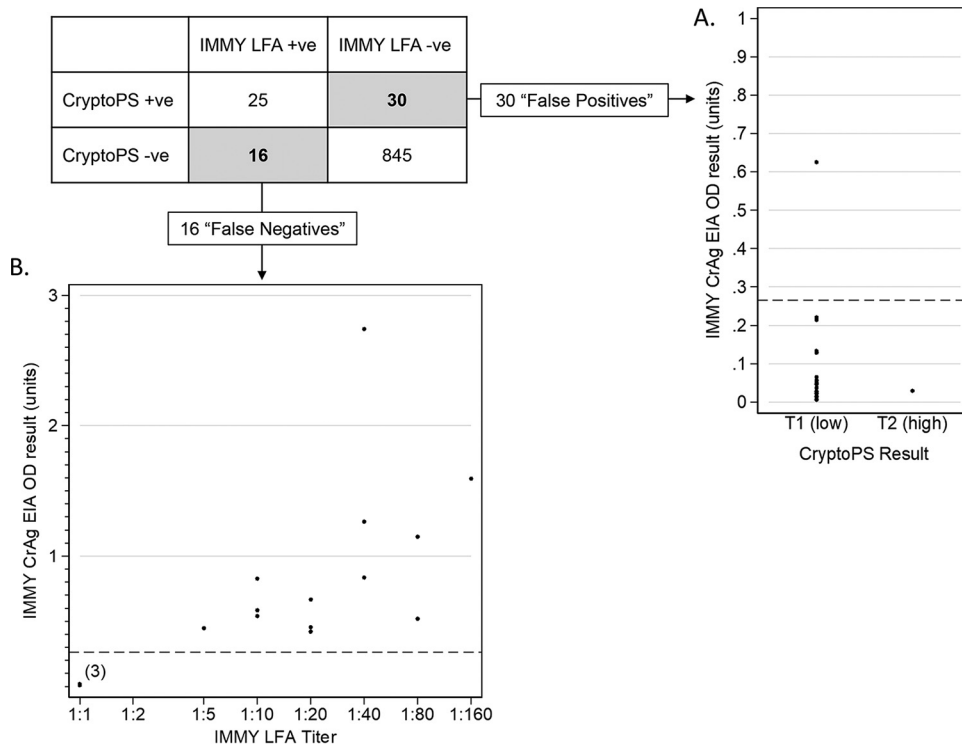 A.
IMMY LFA +ve IMMY LFA -ve
CryptoPS +ve 25 30
CryptoPS -ve 16 845
30 “False Positives”
16 “False Negatives”
IMMY CrAg EIA OD result (units)
1
.9
.8
.7
.6
.5
.4
.3
.2
.1
0
T1 (low) T2 (high)
CryptoPS Result
B.
IMMY CrAg EIA OD result (units)
3
2
1
(3)
1:1 1:2 1:5 1:10 1:20 1:40 1:80 1:160
IMMY LFA Titer